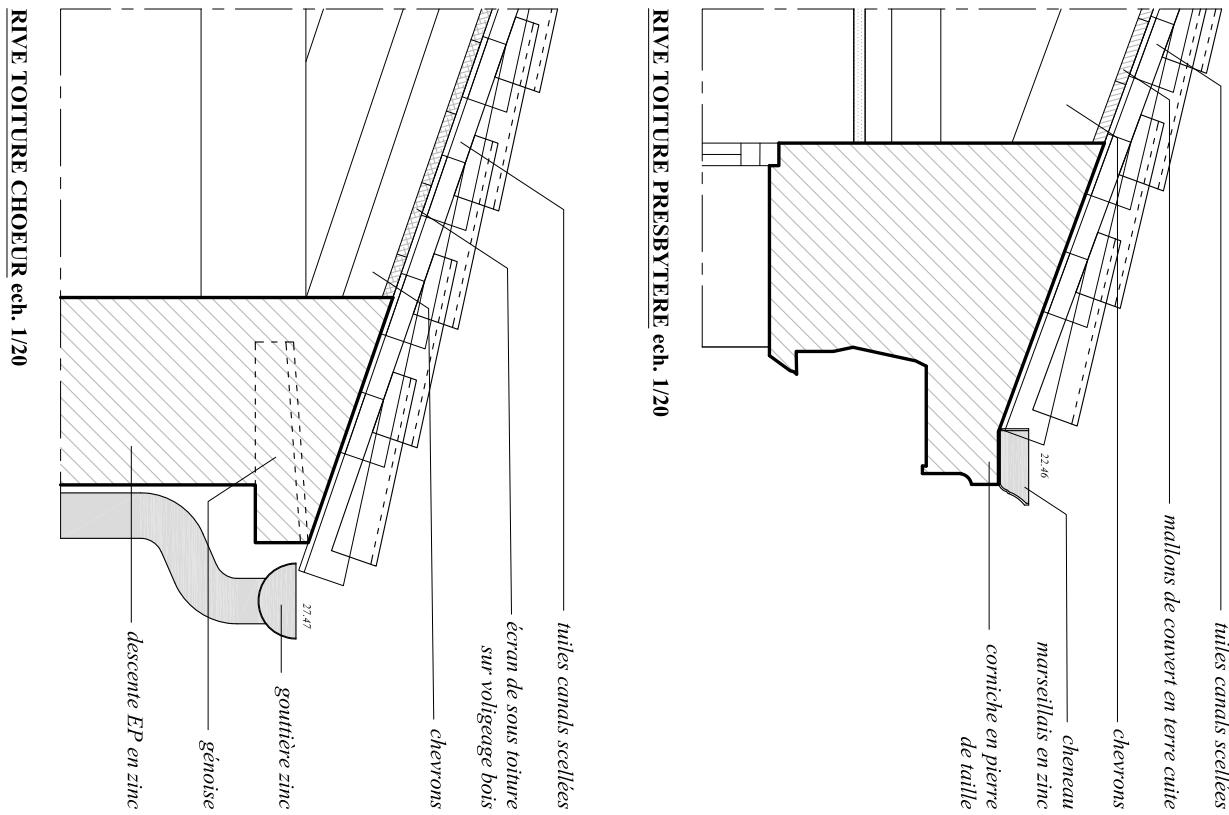 RIVE TOITURE PRESBYTERE ech. 1/20
tuiles canals scellées
mallons de couvert en terre cuite
chevrons
cheneau
marseillais en zinc
corniche en pierre
de taille
22.46
RIVE TOITURE CHOEUR ech. 1/20
tuiles canals scellées
écran de sous toiture
sur voligeage bois
chevrons
génoise
gouttière zinc
descente EP en zinc
27.47